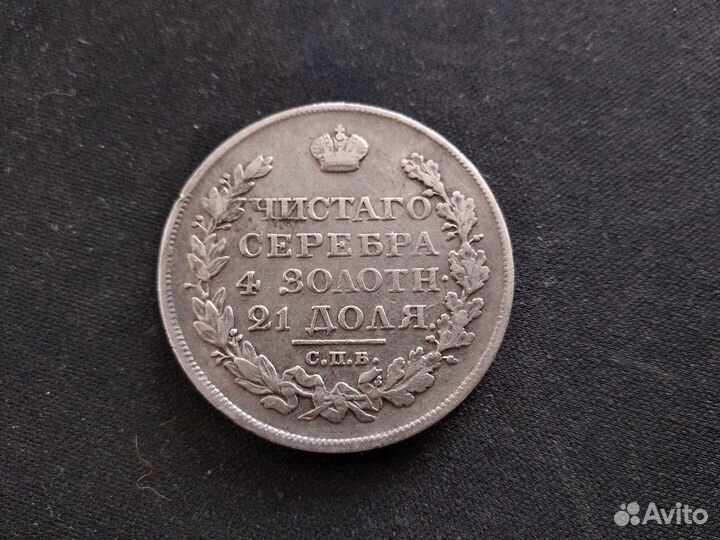 ЧИСТАГО
СЕРЕБРА
4 ЗОЛОТН.
21 ДОЛЯ.
С.П.Б.
Avito